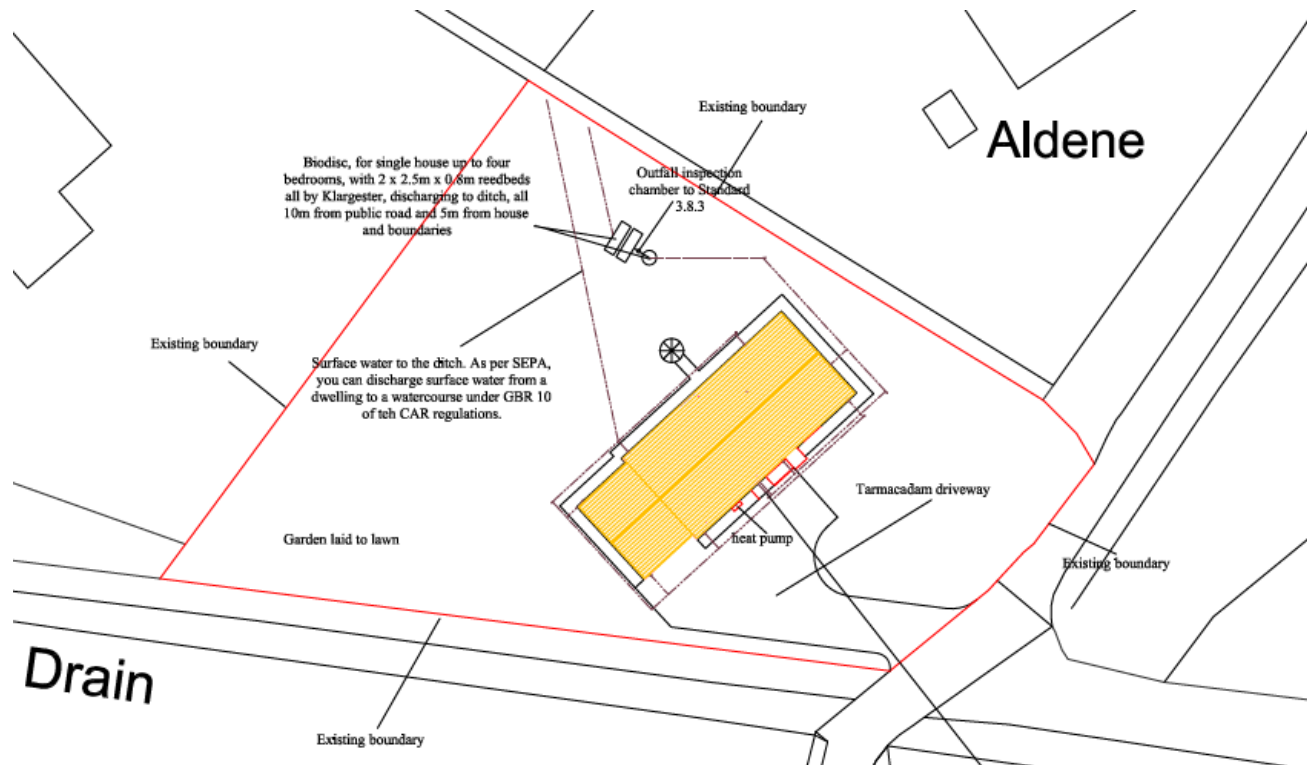 Existing boundary
Aldene
Biodisc, for single house up to four
bedrooms, with 2 x 2.5m x 0.8m reedbeds
all by Klargester, discharging to ditch, all
10m from public road and 5m from house
and boundaries
Outfall inspection
chamber to Standard
3.8.3
Existing boundary
Surface water to the ditch. As per SEPA,
you can discharge surface water from a
dwelling to a watercourse under GBR 10
of teh CAR regulations.
Tarmacadam driveway
Garden laid to lawn
heat pump
Existing boundary
Drain
Existing boundary